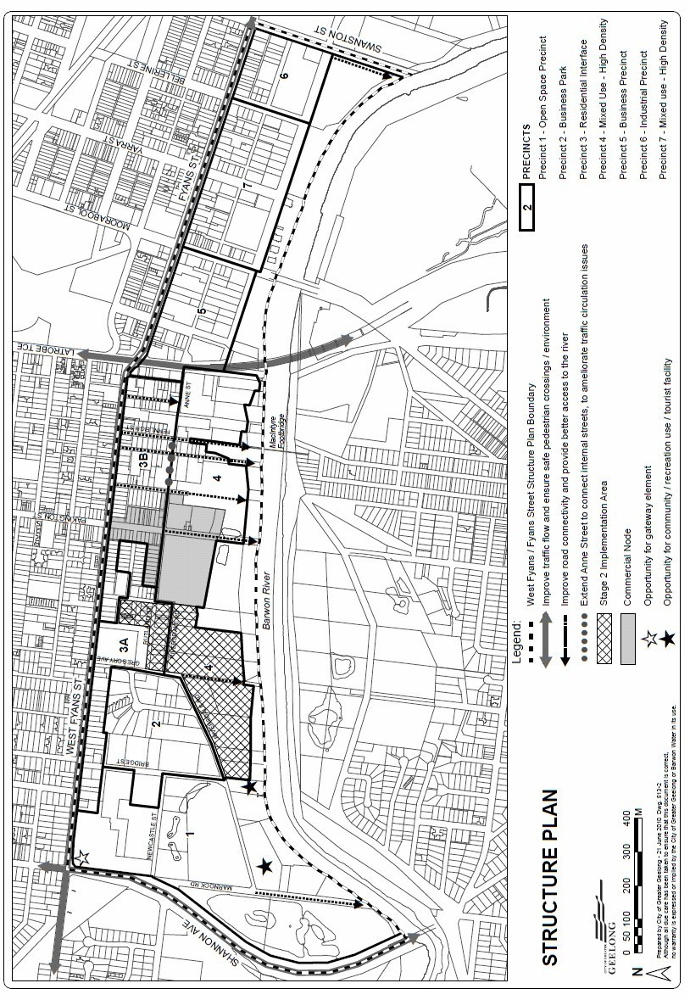 SWANSTON ST
BELLERINE ST
YARRA ST
MOORABOOL ST
FYANS ST
LATROBE TCE
PAKINGTON ST
WEST FYANS ST
SHANNON AVE
MARNOCK RD
NEWCASTLE ST
BRIDGE ST
GREGORY AVE
ANNE ST
MacIntyre
Footbridge
Barwon River
1
2
3A
3B
4
4
5
6
7
Legend:
West Fyans / Fyans Street Structure Plan Boundary
Improve traffic flow and ensure safe pedestrian crossings / environment
Improve road connectivity and provide better access to the river
Extend Anne Street to connect internal streets, to ameliorate traffic circulation issues
Stage 2 Implementation Area
Commercial Node
Opportunity for gateway element
Opportunity for community / recreation use / tourist facility
2
PRECINCTS
Precinct 1 - Open Space Precinct
Precinct 2 - Business Park
Precinct 3 - Residential Interface
Precinct 4 - Mixed Use - High Density
Precinct 5 - Business Precinct
Precinct 6 - Industrial Precinct
Precinct 7 - Mixed use - High Density
STRUCTURE PLAN
GEELONG
N
0 50 100 200 300 400
M
Prepared by City of Greater Geelong - 21 June 2010 Dwg. 513-2
Although all due care has been taken to ensure that this document is correct,
no warranty is expressed or implied by the City of Greater Geelong or Barwon Water in its use.